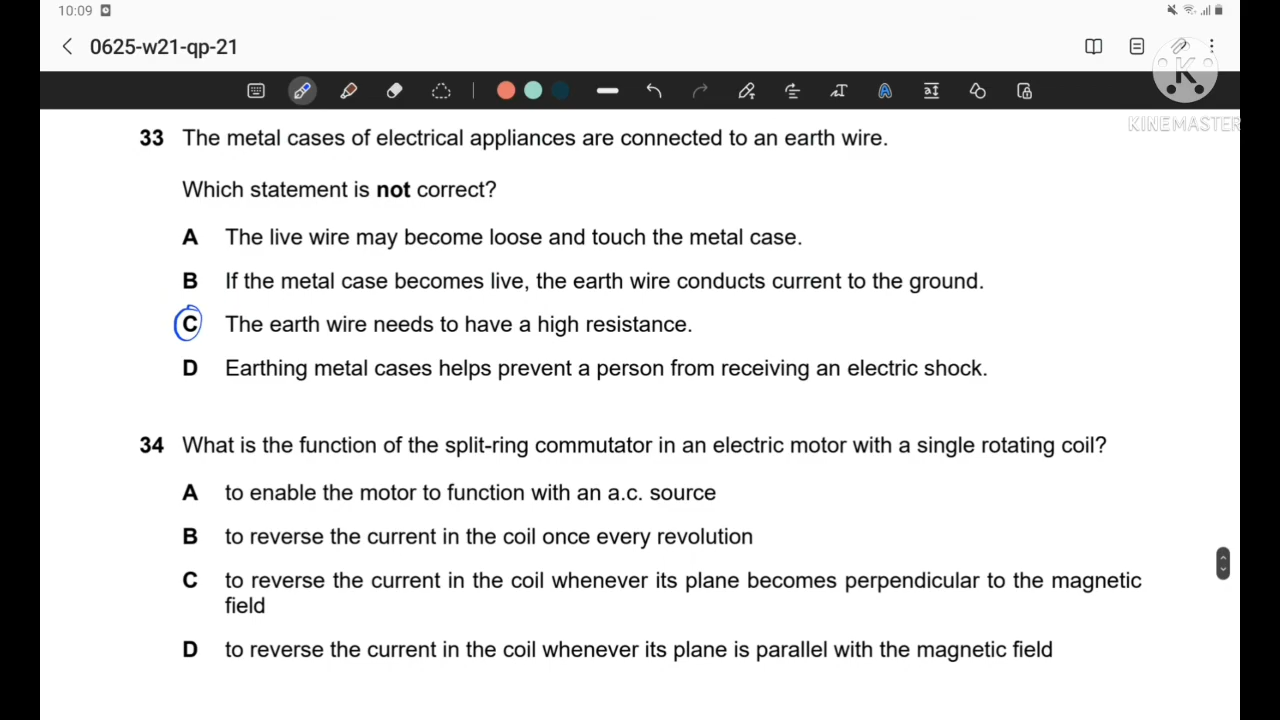 10:09
0625-w21-qp-21
K
KINEMASTER
33 The metal cases of electrical appliances are connected to an earth wire.
Which statement is not correct?
A The live wire may become loose and touch the metal case.
B If the metal case becomes live, the earth wire conducts current to the ground.
C The earth wire needs to have a high resistance.
D Earthing metal cases helps prevent a person from receiving an electric shock.
34 What is the function of the split-ring commutator in an electric motor with a single rotating coil?
A to enable the motor to function with an a.c. source
B to reverse the current in the coil once every revolution
C to reverse the current in the coil whenever its plane becomes perpendicular to the magnetic
field
D to reverse the current in the coil whenever its plane is parallel with the magnetic field